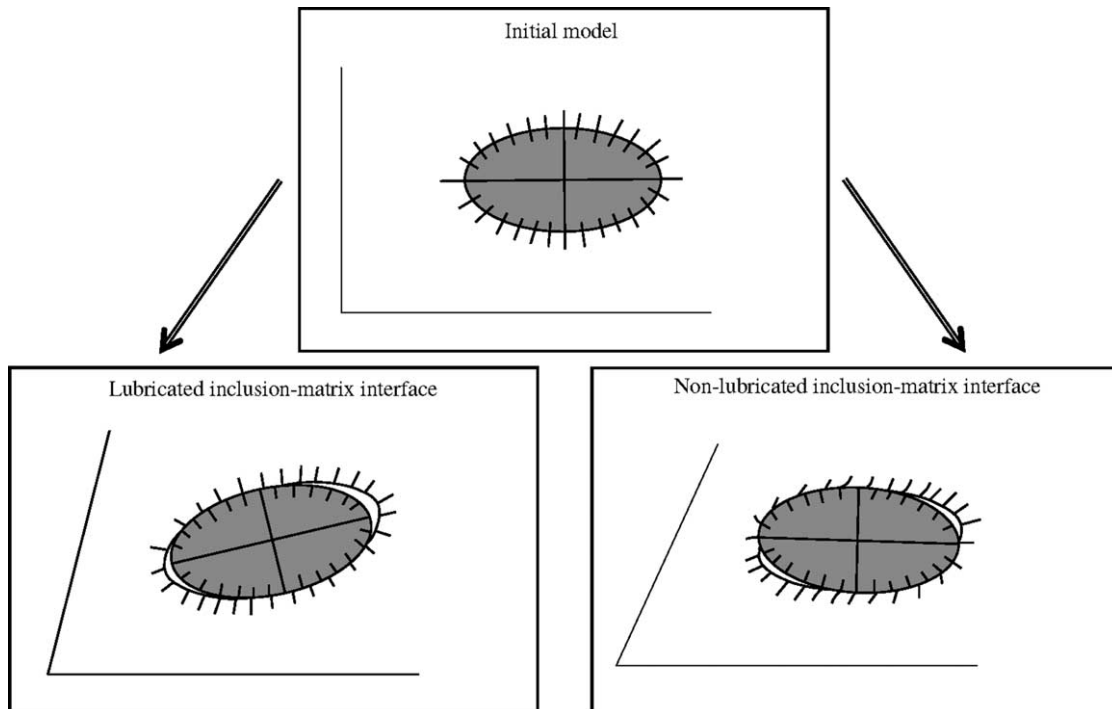 Initial model
Lubricated inclusion-matrix interface
Non-lubricated inclusion-matrix interface